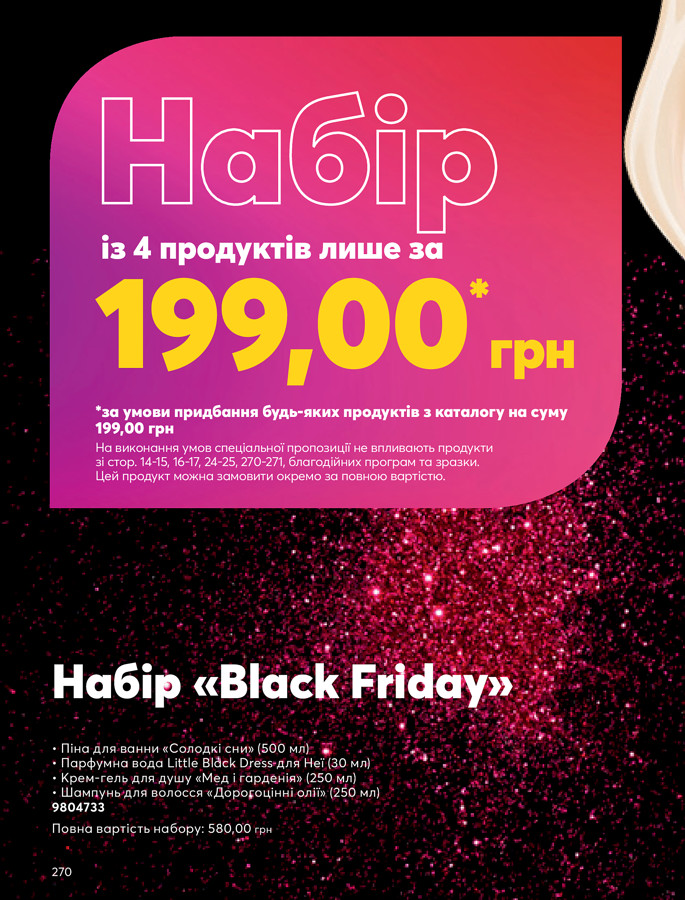 Набір
із 4 продуктів лише за
199,00* грн
*за умови придбання будь-яких продуктів з каталогу на суму
199,00 грн
На виконання умов спеціальної пропозиції не впливають продукти
зі стор. 14-15, 16-17, 24-25, 270-271, благодійних програм та зразки.
Цей продукт можна замовити окремо за повною вартістю.
Набір «Black Friday»
• Піна для ванни «Солодкі сни» (500 мл)
• Парфумна вода Little Black Dress для Неї (30 мл)
• Крем-гель для душу «Мед і гарденія» (250 мл)
• Шампунь для волосся «Дорогоцінні олії» (250 мл)
9804733
Повна вартість набору: 580,00 грн
270